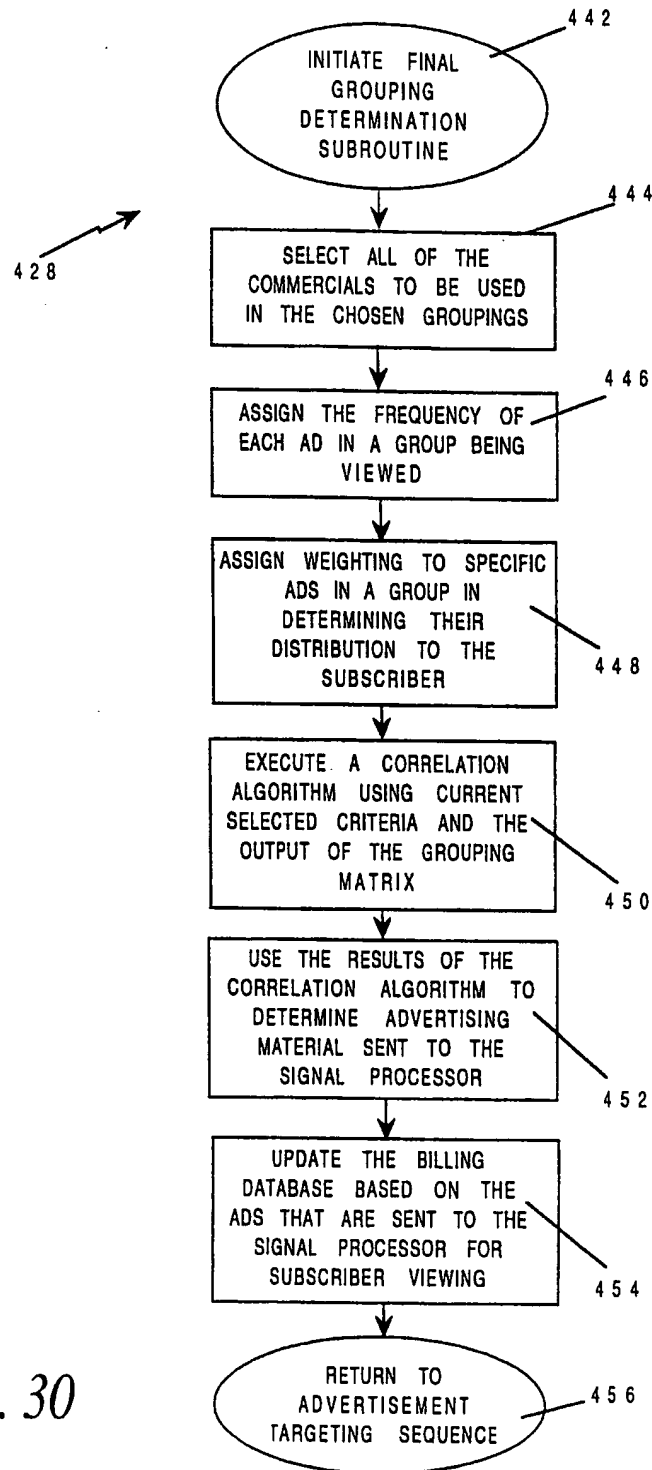 442
INITIATE FINAL
GROUPING
DETERMINATION
SUBROUTINE
444
428
SELECT ALL OF THE
COMMERCIALS TO BE USED
IN THE CHOSEN GROUPINGS
446
ASSIGN THE FREQUENCY OF
EACH AD IN A GROUP BEING
VIEWED
ASSIGN WEIGHTING TO SPECIFIC
ADS IN A GROUP IN
DETERMINING THEIR
DISTRIBUTION TO THE
SUBSCRIBER
448
EXECUTE A CORRELATION
ALGORITHM USING CURRENT
SELECTED CRITERIA AND THE
OUTPUT OF THE GROUPING
MATRIX
450
USE THE RESULTS OF THE
CORRELATION ALGORITHM TO
DETERMINE ADVERTISING
MATERIAL SENT TO THE
SIGNAL PROCESSOR
452
UPDATE THE BILLING
DATABASE BASED ON THE
ADS THAT ARE SENT TO THE
SIGNAL PROCESSOR FOR
SUBSCRIBER VIEWING
454
RETURN TO
ADVERTISEMENT
TARGETING SEQUENCE
456
. 30